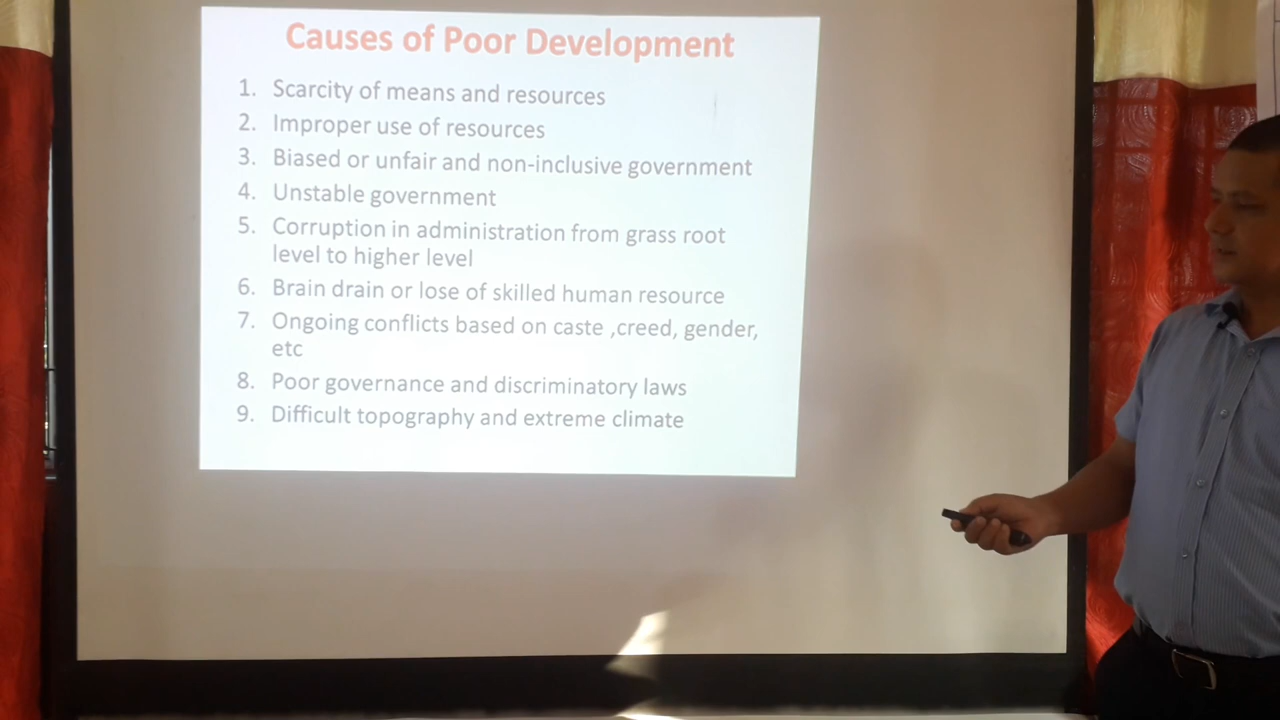 Causes of Poor Development
1. Scarcity of means and resources
2. Improper use of resources
3. Biased or unfair and non-inclusive government
4. Unstable government
5. Corruption in administration from grass root
level to higher level
6. Brain drain or lose of skilled human resource
7. Ongoing conflicts based on caste ,creed, gender,
etc
8. Poor governance and discriminatory laws
9. Difficult topography and extreme climate